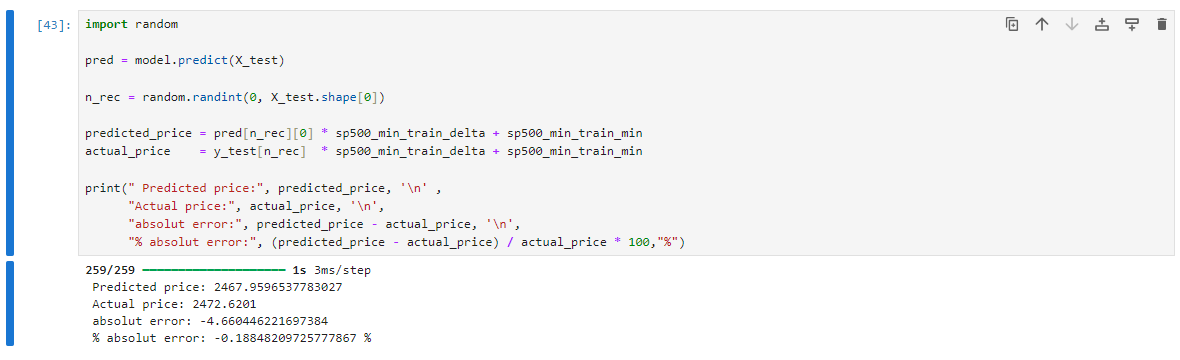 [43]: import random
pred = model.predict(X_test)
n_rec = random.randint(0, X_test.shape[0])
predicted_price = pred[n_rec][0] * sp500_min_train_delta + sp500_min_train_min
actual_price    = y_test[n_rec]  * sp500_min_train_delta + sp500_min_train_min
print(" Predicted price:", predicted_price, '\n' ,
      "Actual price:", actual_price, '\n',
      "absolut error:", predicted_price - actual_price, '\n',
      "% absolut error:", (predicted_price - actual_price) / actual_price * 100,"%")
259/259 ━━━━━━━━━━━━━━━━━━━━ 1s 3ms/step
 Predicted price: 2467.9596537783027
 Actual price: 2472.6201
 absolut error: -4.660446221697384
 % absolut error: -0.18848209725777867 %